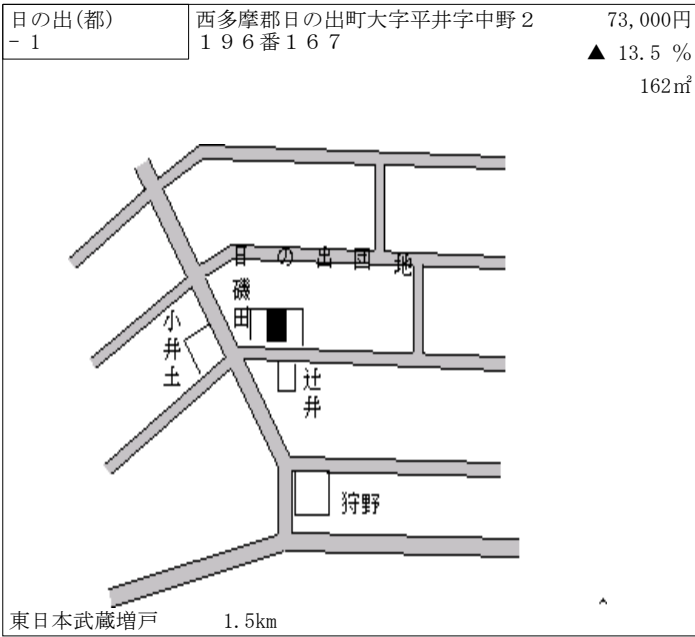 日の出(都)
- 1
西多摩郡日の出町大字平井字中野２
１９６番１６７
73,000円
▲ 13.5 %
162㎡
日の出団地
磯田
小井土
辻井
狩野
東日本武蔵増戸 1.5km